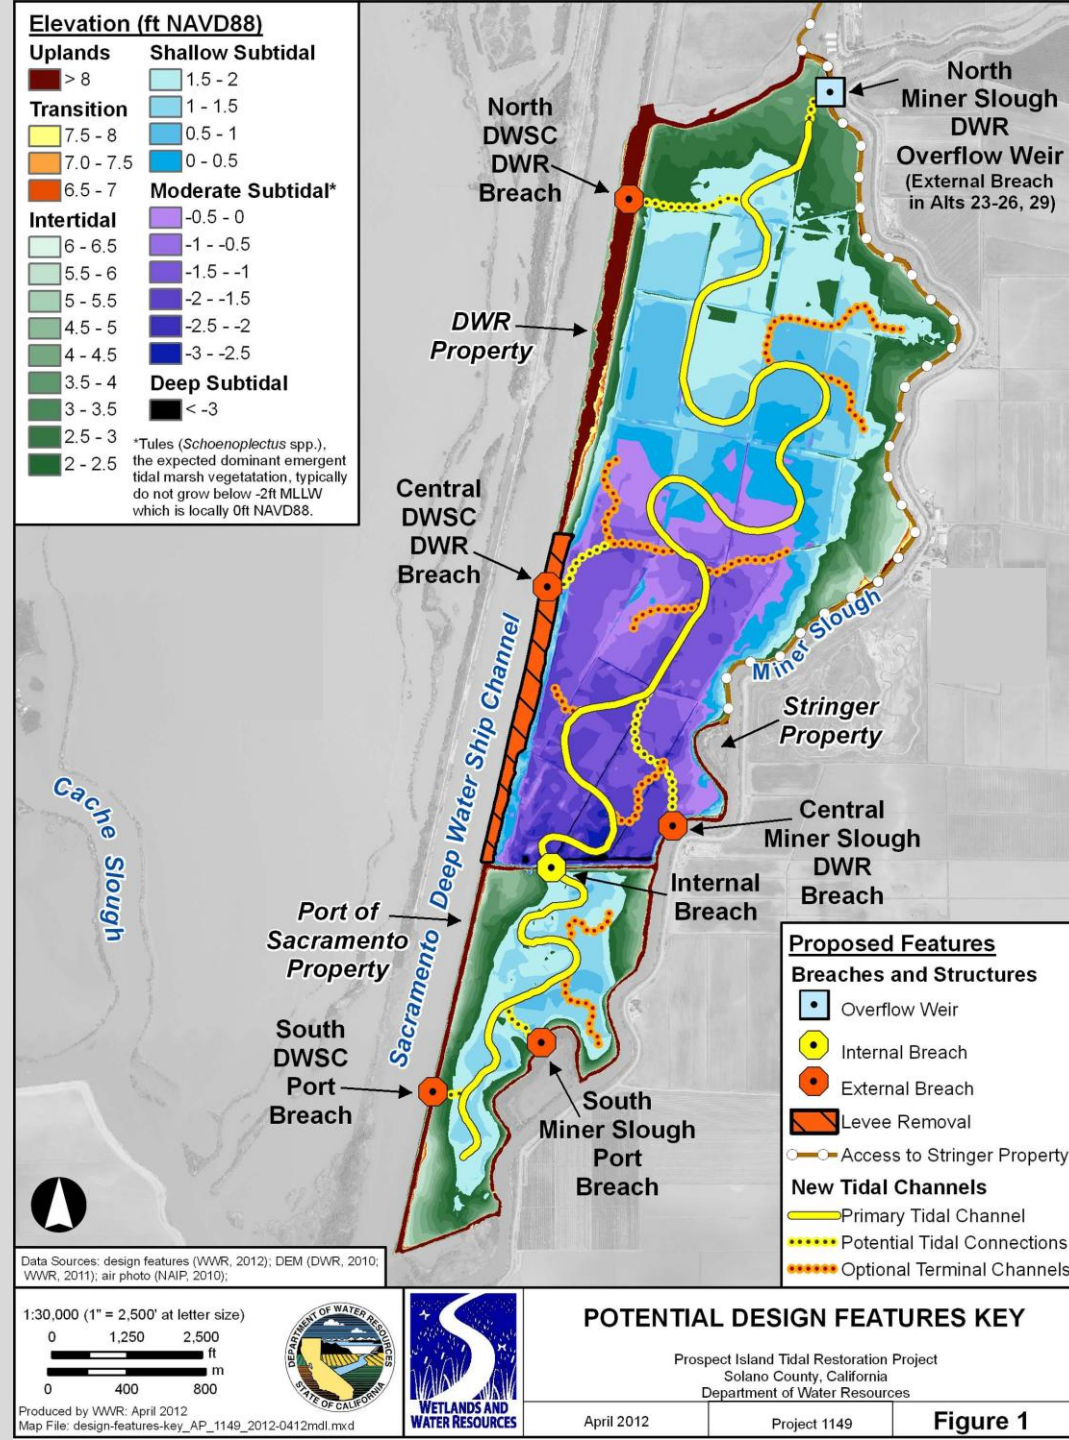 Elevation (ft NAVD88)
Uplands
> 8
Transition
7.5 - 8
7.0 - 7.5
6.5 - 7
Intertidal
6 - 6.5
5.5 - 6
5 - 5.5
4.5 - 5
4 - 4.5
3.5 - 4
3 - 3.5
2.5 - 3
2 - 2.5
Shallow Subtidal
1.5 - 2
1 - 1.5
0.5 - 1
0 - 0.5
Moderate Subtidal*
-0.5 - 0
-1 - -0.5
-1.5 - -1
-2 - -1.5
-2.5 - -2
-3 - -2.5
Deep Subtidal
< -3
*Tules (Schoenoplectus spp.),
the expected dominant emergent
tidal marsh vegetatation, typically
do not grow below -2ft MLLW
which is locally 0ft NAVD88.
North
DWSC
DWR
Breach
North
Miner Slough
DWR
Overflow Weir
(External Breach
in Alts 23-26, 29)
DWR
Property
Central
DWSC
DWR
Breach
Miner Slough
Stringer
Property
Sacramento Deep Water Ship Channel
Cache Slough
Central
Miner Slough
DWR
Breach
Internal
Breach
Port of
Sacramento
Property
South
DWSC
Port
Breach
South
Miner Slough
Port
Breach
Proposed Features
Breaches and Structures
Overflow Weir
Internal Breach
External Breach
Levee Removal
Access to Stringer Property
New Tidal Channels
Primary Tidal Channel
Potential Tidal Connections
Optional Terminal Channels
Data Sources: design features (WWR, 2012); DEM (DWR, 2010;
WWR, 2011); air photo (NAIP, 2010);
1:30,000 (1" = 2,500' at letter size)
0 1,250 2,500
ft
m
0 400 800
Produced by WWR: April 2012
Map File: design-features-key_AP_1149_2012-0412mdl.mxd
DEPARTMENT OF WATER RESOURCES
STATE OF CALIFORNIA
WETLANDS AND
WATER RESOURCES
POTENTIAL DESIGN FEATURES KEY
Prospect Island Tidal Restoration Project
Solano County, California
Department of Water Resources
April 2012
Project 1149
Figure 1